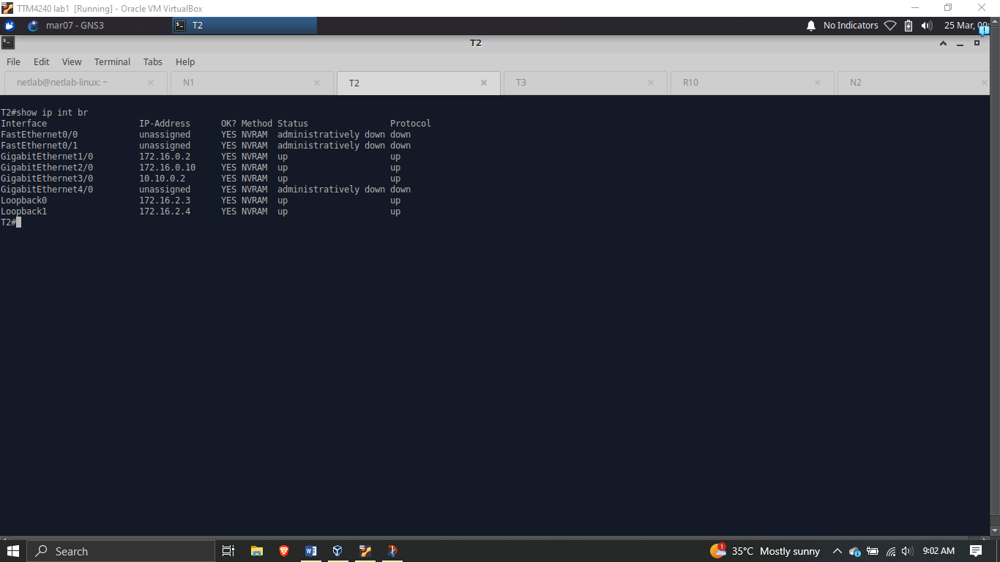 TTM4240 lab1 [Running] - Oracle VM VirtualBox
mar07 - GNS3
T2
No Indicators
25 Mar,
T2
File Edit View Terminal Tabs Help
netlab@netlab-linux: ~
N1
T2
T3
R10
N2
T2#show ip int br
Interface IP-Address OK? Method Status Protocol
FastEthernet0/0 unassigned YES NVRAM administratively down down
FastEthernet0/1 unassigned YES NVRAM administratively down down
GigabitEthernet1/0 172.16.0.2 YES NVRAM up up
GigabitEthernet2/0 172.16.0.10 YES NVRAM up up
GigabitEthernet3/0 10.10.0.2 YES NVRAM up up
GigabitEthernet4/0 unassigned YES NVRAM administratively down down
Loopback0 172.16.2.3 YES NVRAM up up
Loopback1 172.16.2.4 YES NVRAM up up
T2#
Search
1
35°C Mostly sunny
9:02 AM